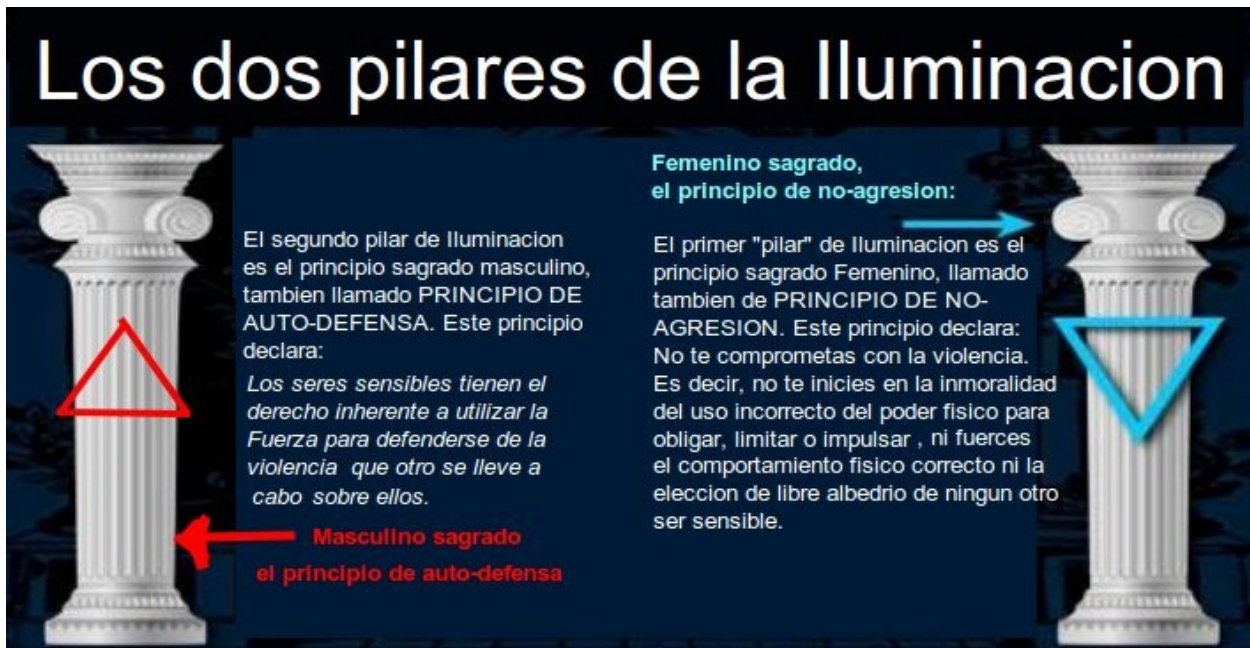 Los dos pilares de la Iluminacion
El segundo pilar de Iluminacion
es el principio sagrado masculino,
tambien llamado PRINCIPIO DE
AUTO-DEFENSA. Este principio
declara:
Los seres sensibles tienen el
derecho inherente a utilizar la
Fuerza para defenderse de la
violencia que otro se lleve a
cabo sobre ellos.
Masculino sagrado
el principio de auto-defensa
Femenino sagrado,
el principio de no-agresion:
El primer "pilar" de Iluminacion es el
principio sagrado Femenino, llamado
tambien de PRINCIPIO DE NO-
AGRESION. Este principio declara:
No te comprometas con la violencia.
Es decir, no te inicies en la inmoralidad
del uso incorrecto del poder fisico para
obligar, limitar o impulsar , ni fuerces
el comportamiento fisico correcto ni la
eleccion de libre albedrio de ningun otro
ser sensible.